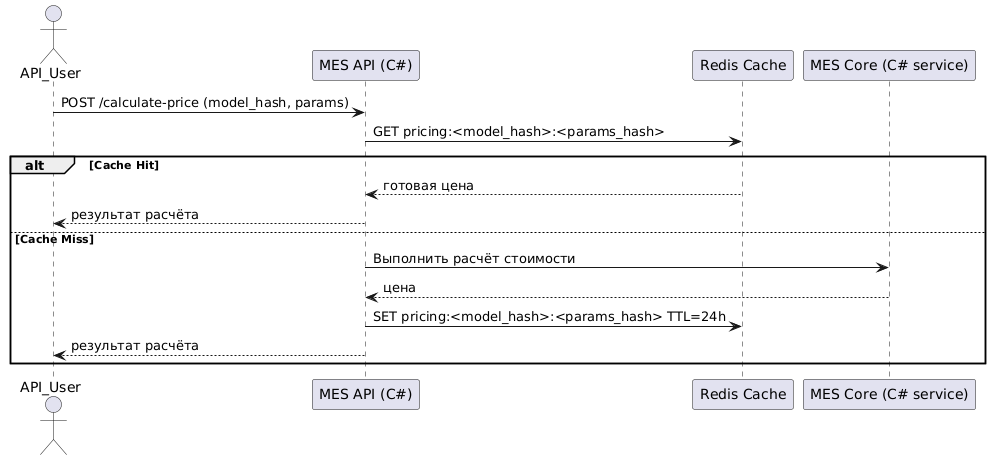 API_User
MES API (C#)
Redis Cache
MES Core (C# service)
POST /calculate-price (model_hash, params)
GET pricing:<model_hash>:<params_hash>
alt
[Cache Hit]
готовая цена
результат расчёта
[Cache Miss]
Выполнить расчёт стоимости
цена
SET pricing:<model_hash>:<params_hash> TTL=24h
результат расчёта
API_User
MES API (C#)
Redis Cache
MES Core (C# service)